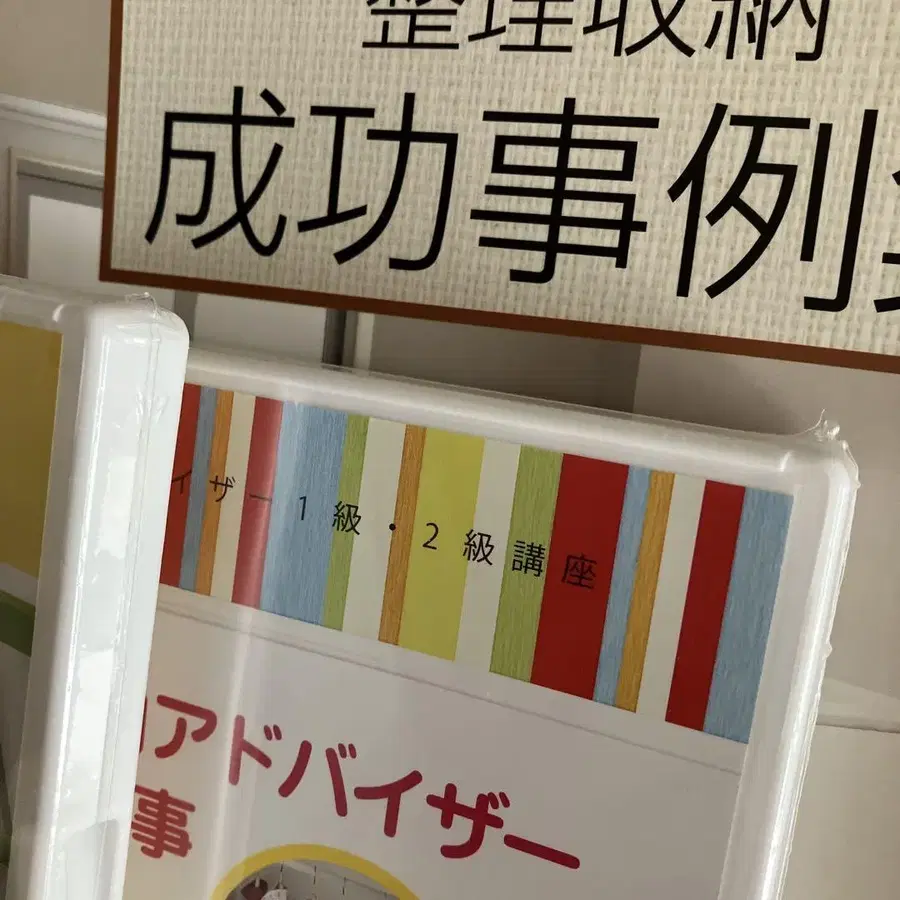 整理収納
成功事例
イザー1級・2級講座
アドバイザー
事